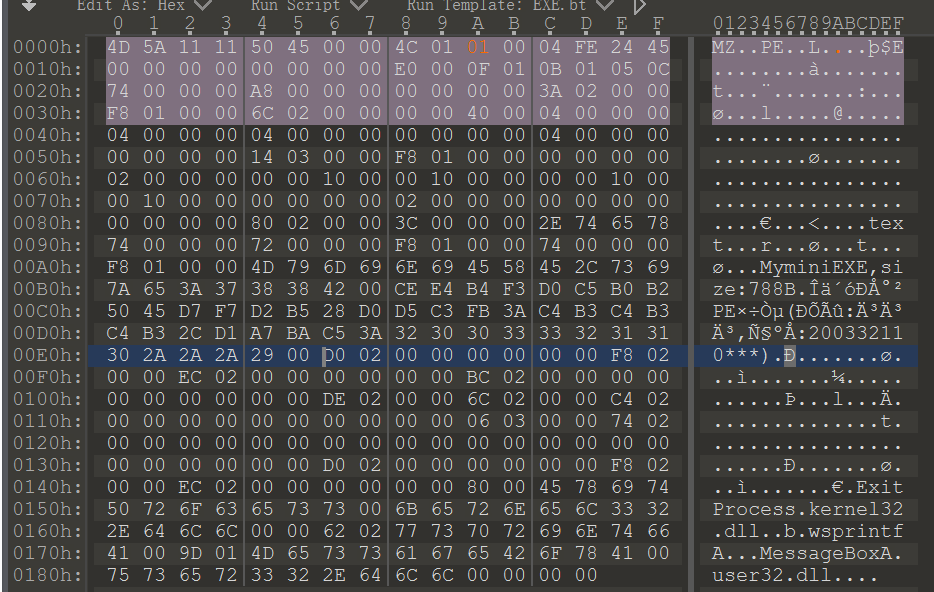 Edit As: Hex Run Script Run Template: EXE.bt
0 1 2 3 4 5 6 7 8 9 A B C D E F 0123456789ABCDEF
0000h: 4D 5A 11 11 50 45 00 00 4C 01 01 00 04 FE 24 45 MZ..PE..L....þ$E
0010h: 00 00 00 00 00 00 00 00 E0 00 0F 01 0B 01 05 0C ........à.......
0020h: 74 00 00 00 A8 00 00 00 00 00 00 00 3A 02 00 00 t...¨.......:...
0030h: F8 01 00 00 6C 02 00 00 00 00 40 00 04 00 00 00 ø...l.....@.....
0040h: 04 00 00 00 04 00 00 00 00 00 00 00 04 00 00 00 ................
0050h: 00 00 00 00 14 03 00 00 F8 01 00 00 00 00 00 00 ........ø.......
0060h: 02 00 00 00 00 00 10 00 00 10 00 00 00 00 10 00 ................
0070h: 00 10 00 00 00 00 00 00 02 00 00 00 00 00 00 00 ................
0080h: 00 00 00 00 80 02 00 00 3C 00 00 00 2E 74 65 78 ....€...<....tex
0090h: 74 00 00 00 72 00 00 00 F8 01 00 00 74 00 00 00 t...r...ø...t...
00A0h: F8 01 00 00 4D 79 6D 69 6E 69 45 58 45 2C 73 69 ø...MyminiEXE,si
00B0h: 7A 65 3A 37 38 38 42 00 CE E4 B4 F3 D0 C5 B0 B2 ze:788B.Îä´óÐÅ°²
00C0h: 50 45 D7 F7 D2 B5 28 D0 D5 C3 FB 3A C4 B3 C4 B3 PE×÷Òµ(ÐÕÃû:Ä³Ä³
00D0h: C4 B3 2C D1 A7 BA C5 3A 32 30 30 33 33 32 31 31 Ä³,Ñ§ºÅ:20033211
00E0h: 30 2A 2A 2A 29 00 D0 02 00 00 00 00 00 00 F8 02 0***).Ð.......ø.
00F0h: 00 00 EC 02 00 00 00 00 00 00 BC 02 00 00 00 00 ..ì.......¼.....
0100h: 00 00 00 00 00 00 DE 02 00 00 6C 02 00 00 C4 02 ......Þ...l...Ä.
0110h: 00 00 00 00 00 00 00 00 00 00 06 03 00 00 74 02 ..............t.
0120h: 00 00 00 00 00 00 00 00 00 00 00 00 00 00 00 00 ................
0130h: 00 00 00 00 00 00 D0 02 00 00 00 00 00 00 F8 02 ......Ð.......ø.
0140h: 00 00 EC 02 00 00 00 00 00 00 80 00 45 78 69 74 ..ì.......€.Exit
0150h: 50 72 6F 63 65 73 73 00 6B 65 72 6E 65 6C 33 32 Process.kernel32
0160h: 2E 64 6C 6C 00 00 62 02 77 73 70 72 69 6E 74 66 .dll..b.wsprintf
0170h: 41 00 9D 01 4D 65 73 73 61 67 65 42 6F 78 41 00 A...MessageBoxA.
0180h: 75 73 65 72 33 32 2E 64 6C 6C 00 00 00 00 user32.dll....